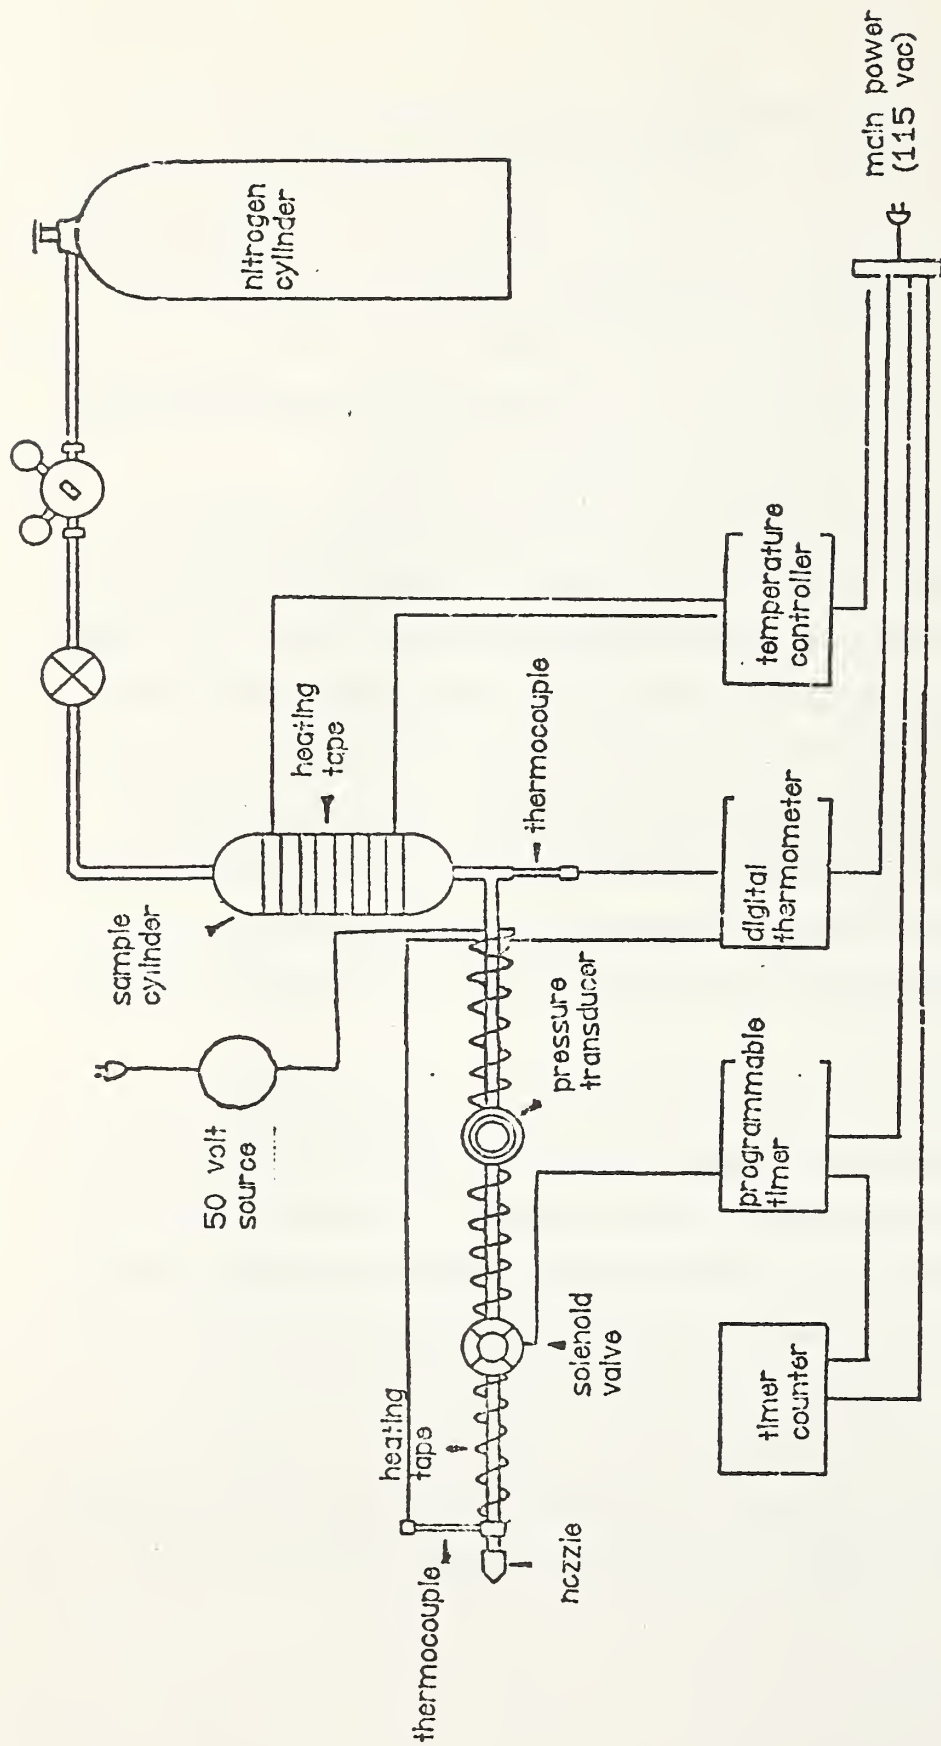 main power
(115 vac)
nitrogen
cylinder
temperature
controller
heating
tape
thermocouple
digital
thermometer
sample
cylinder
pressure
transducer
programmable
timer
50 volt
source
solenoid
valve
timer
counter
heating
tape
nozzle
thermocouple